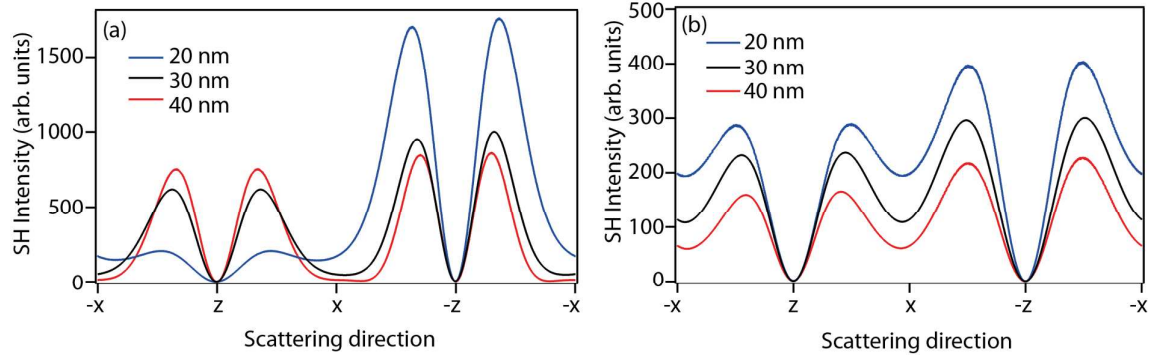 (a)
20 nm
30 nm
40 nm
SH Intensity (arb. units)
1500
1000
500
0
-x
z
x
-z
-x
Scattering direction
(b)
20 nm
30 nm
40 nm
SH Intensity (arb. units)
500
400
300
200
100
0
-x
z
x
-z
-x
Scattering direction